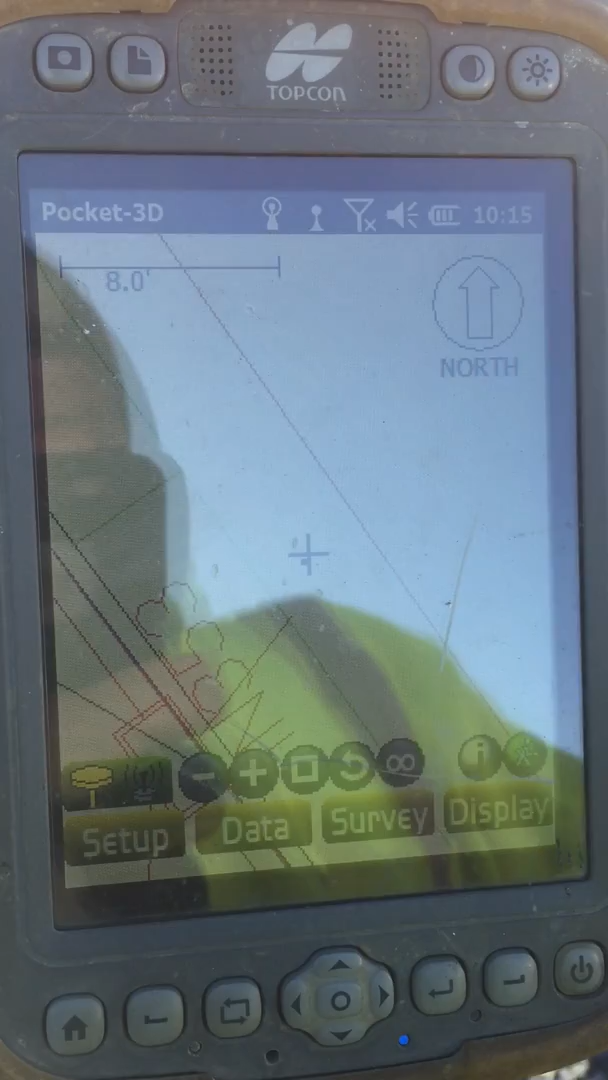 TOPCON
Pocket-3D 10:15
8.0'
NORTH
Setup Data Survey Display